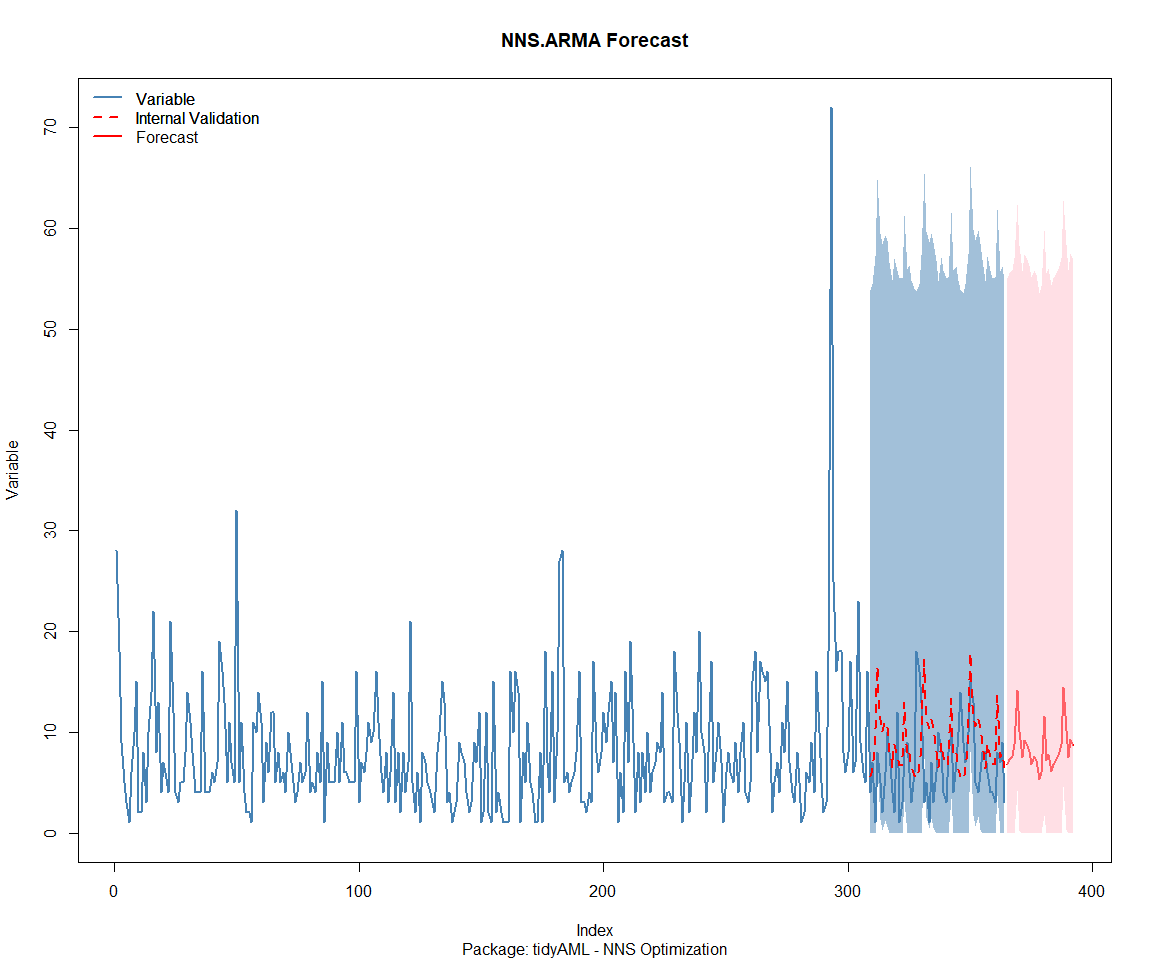 NNS.ARMA Forecast
Variable
Internal Validation
Forecast
Variable
70
60
50
40
30
20
10
0
0 100 200 300 400
Index
Package: tidyAML - NNS Optimization